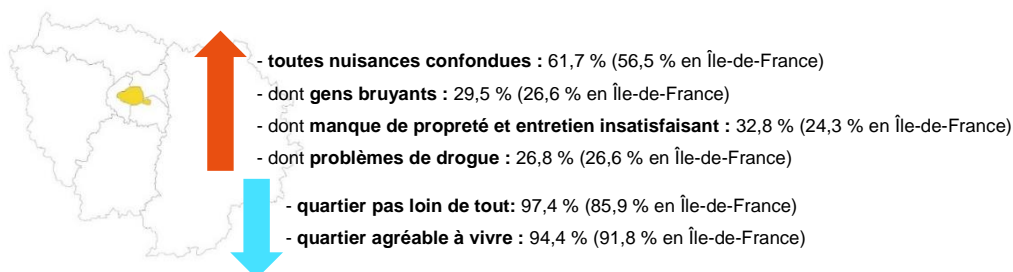 - toutes nuisances confondues : 61,7 % (56,5 % en Île-de-France)
- dont gens bruyants : 29,5 % (26,6 % en Île-de-France)
- dont manque de propreté et entretien insatisfaisant : 32,8 % (24,3 % en Île-de-France)
- dont problèmes de drogue : 26,8 % (26,6 % en Île-de-France)
- quartier pas loin de tout: 97,4 % (85,9 % en Île-de-France)
- quartier agréable à vivre : 94,4 % (91,8 % en Île-de-France)